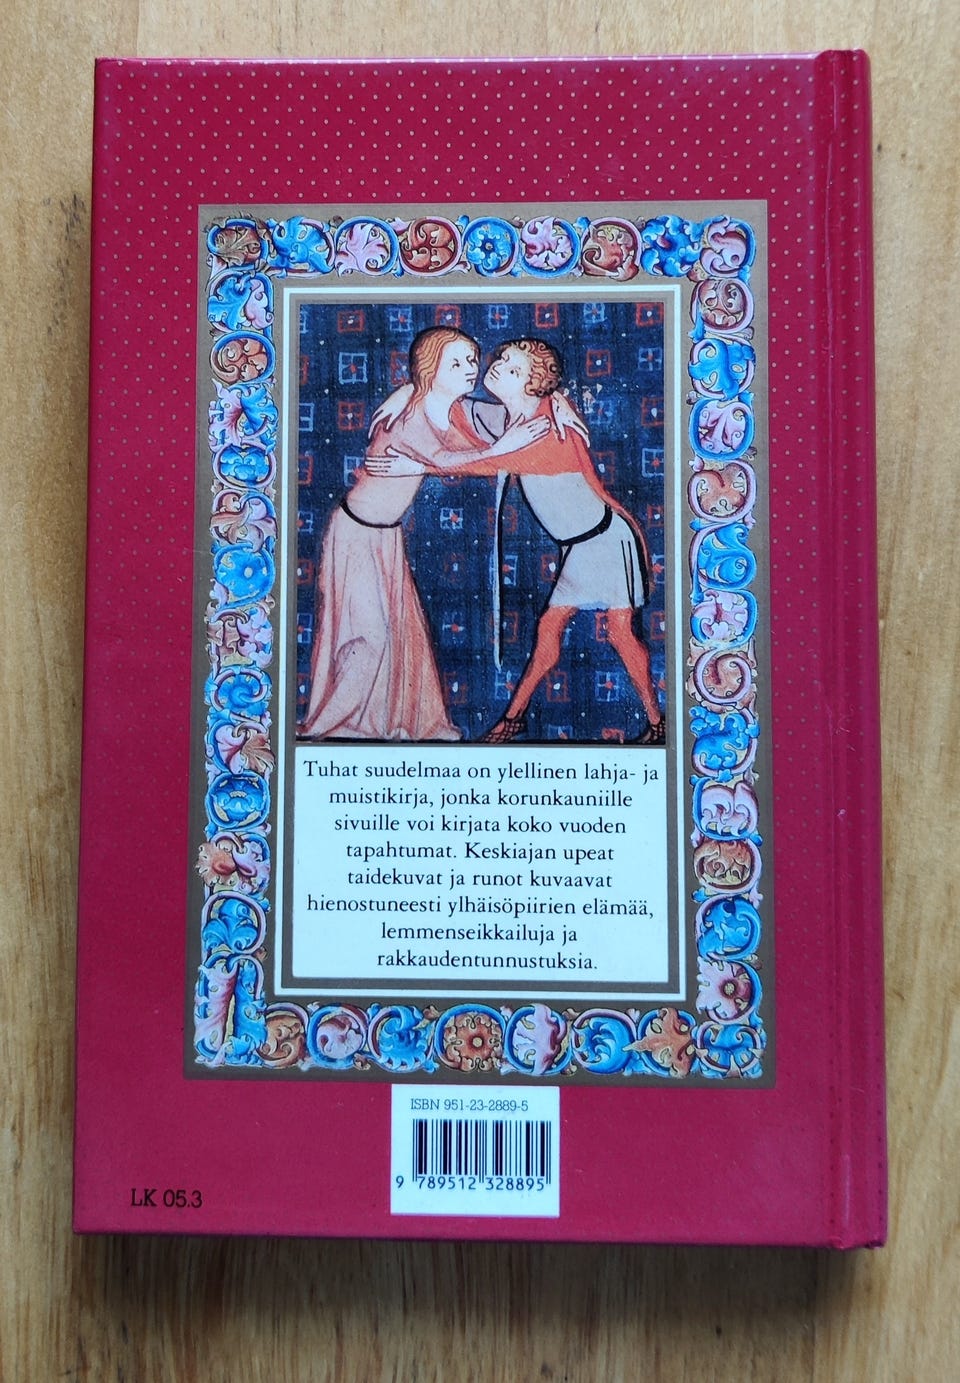 Tuhat suudelmaa on ylellinen lahja- ja
muistikirja, jonka korunkauniille
sivuille voi kirjata koko vuoden
tapahtumat. Keskiajan upeat
taidekuvat ja runot kuvaavat
hienostuneesti ylhäisöpiirien elämää,
lemmenseikkailuja ja
rakkaudentunnustuksia.
ISBN 951-23-2889-5
9 789512 328895
LK 05.3